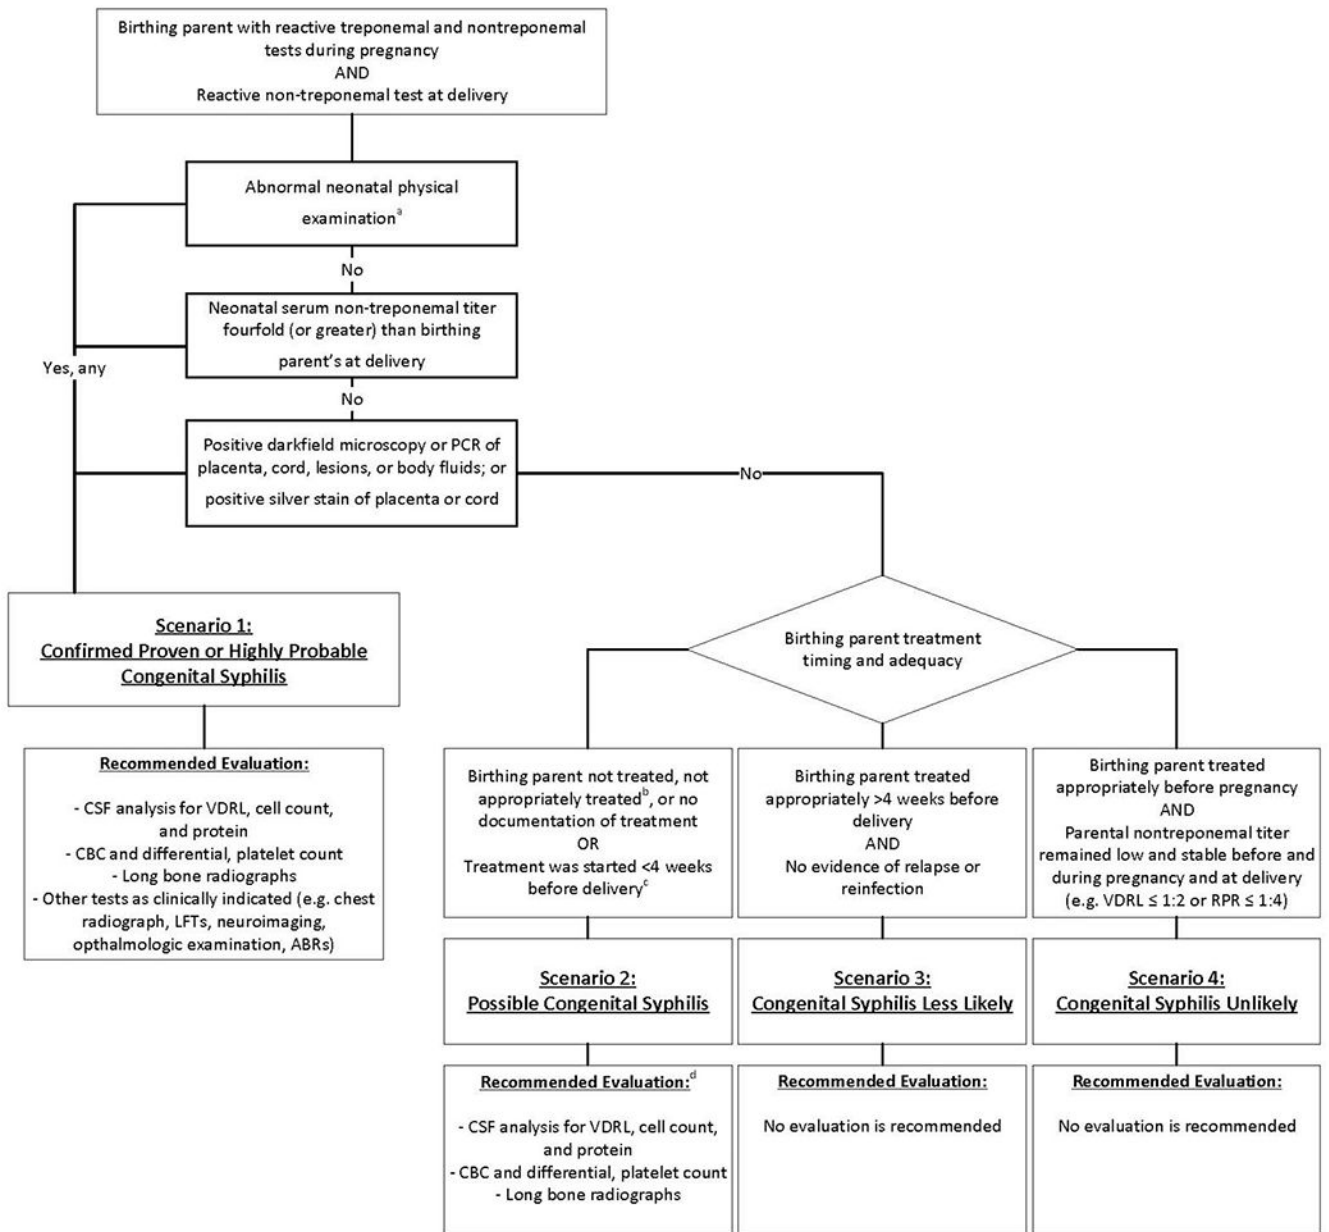 Birthing parent with reactive treponemal and nontreponemal
tests during pregnancy
AND
Reactive non-treponemal test at delivery
Abnormal neonatal physical
examinationᵃ
No
Neonatal serum non-treponemal titer
fourfold (or greater) than birthing
parent's at delivery
Yes, any
No
Positive darkfield microscopy or PCR of
placenta, cord, lesions, or body fluids; or
positive silver stain of placenta or cord
No
Scenario 1:
Confirmed Proven or Highly Probable
Congenital Syphilis
Recommended Evaluation:
- CSF analysis for VDRL, cell count,
and protein
- CBC and differential, platelet count
- Long bone radiographs
- Other tests as clinically indicated (e.g. chest
radiograph, LFTs, neuroimaging,
opthalmologic examination, ABRs)
Birthing parent treatment
timing and adequacy
Birthing parent not treated, not
appropriately treatedᵇ, or no
documentation of treatment
OR
Treatment was started <4 weeks
before deliveryᶜ
Scenario 2:
Possible Congenital Syphilis
Recommended Evaluation:ᵈ
- CSF analysis for VDRL, cell count,
and protein
- CBC and differential, platelet count
- Long bone radiographs
Birthing parent treated
appropriately >4 weeks before
delivery
AND
No evidence of relapse or
reinfection
Scenario 3:
Congenital Syphilis Less Likely
Recommended Evaluation:
No evaluation is recommended
Birthing parent treated
appropriately before pregnancy
AND
Parental nontreponemal titer
remained low and stable before and
during pregnancy and at delivery
(e.g. VDRL ≤ 1:2 or RPR ≤ 1:4)
Scenario 4:
Congenital Syphilis Unlikely
Recommended Evaluation:
No evaluation is recommended